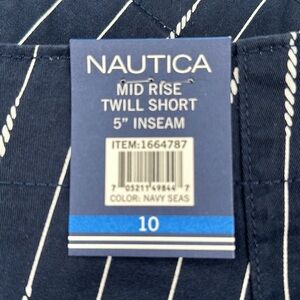 NAUTICA
MID RISE
TWILL SHORT
5" INSEAM
ITEM:1664787
7 05211 49844 7
COLOR: NAVY SEAS
10